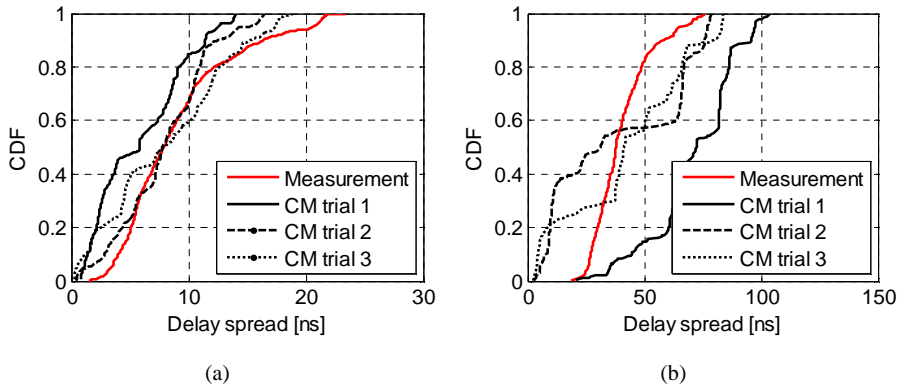 1
0.8
0.6
0.4
0.2
0
CDF
0
10
20
30
Delay spread [ns]
Measurement
CM trial 1
CM trial 2
CM trial 3
(a)
1
0.8
0.6
0.4
0.2
0
CDF
0
50
100
150
Delay spread [ns]
Measurement
CM trial 1
CM trial 2
CM trial 3
(b)